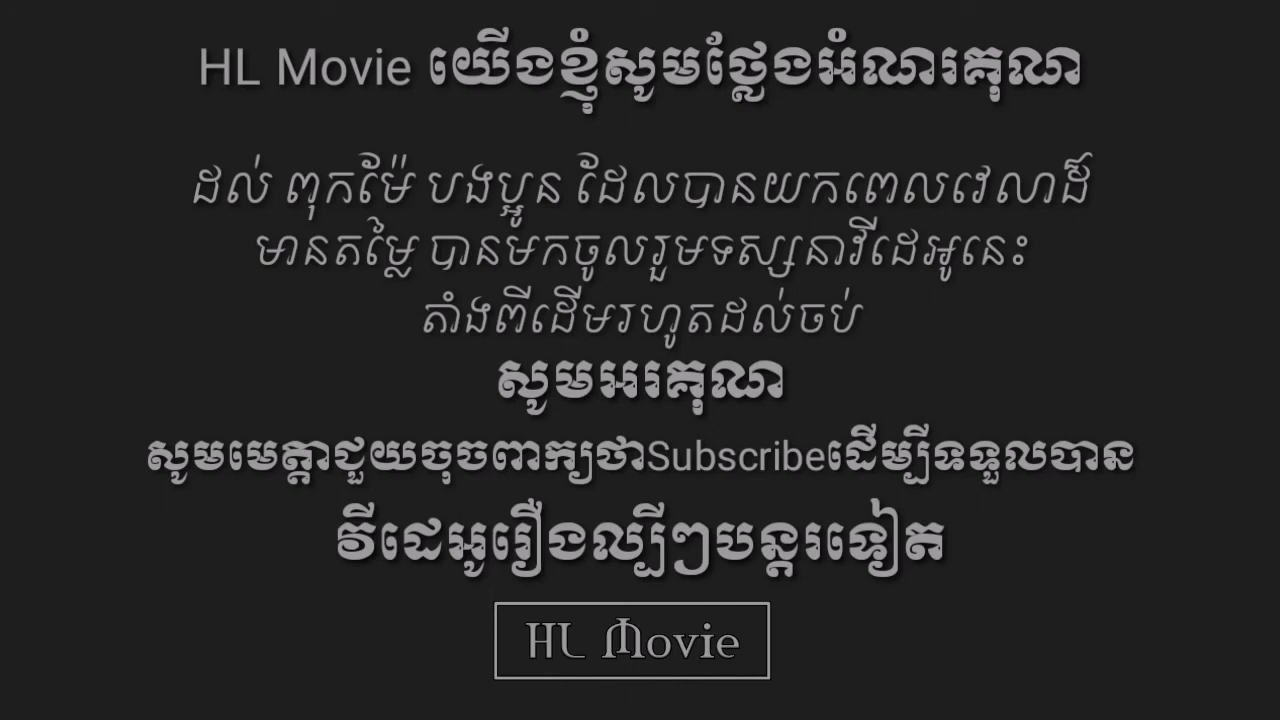 HL Movie យើងខ្ញុំសូមថ្លែងអំណរគុណ
ដល់ ពុកម៉ែ បងប្អូន ដែលបានយកពេលវេលាដ៏
មានតម្លៃ បានមកចូលរួមទស្សនាវីដេអូនេះ
តាំងពីដើមរហូតដល់ចប់
សូមអរគុណ
សូមមេត្តាជួយចុចពាក្យថាSubscribeដើម្បីទទួលបាន
វីដេអូរឿងល្បីៗបន្តរទៀត
HL Movie